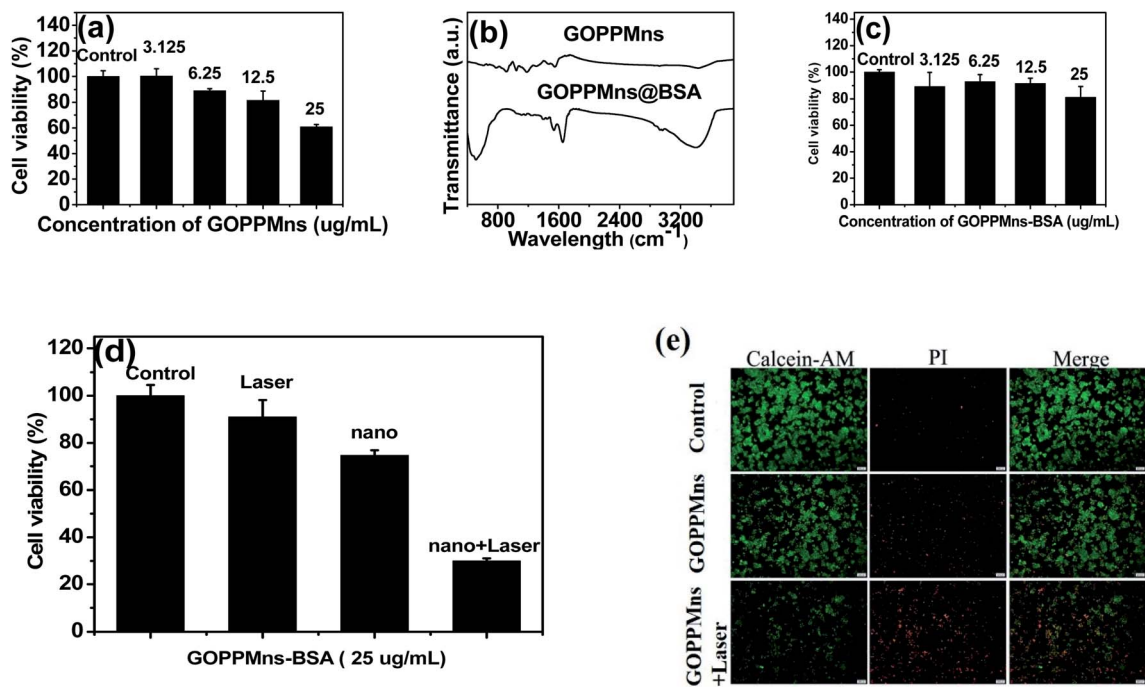 (a)
140
120
100
80
60
40
20
0
Cell viability (%)
Control
3.125
6.25
12.5
25
Concentration of GOPPMns (ug/mL)
(b)
GOPPMns
GOPPMns@BSA
Transmittance (a.u.)
800 1600 2400 3200
Wavelength (cm-1)
(c)
140
120
100
80
60
40
20
0
Cell viability (%)
Control 3.125 6.25 12.5 25
Concentration of GOPPMns-BSA (ug/mL)
(d)
120
100
80
60
40
20
0
Cell viability (%)
Control
Laser
nano
nano+Laser
GOPPMns-BSA ( 25 ug/mL)
(e)
Calcein-AM PI Merge
Control
GOPPMns
GOPPMns
+Laser